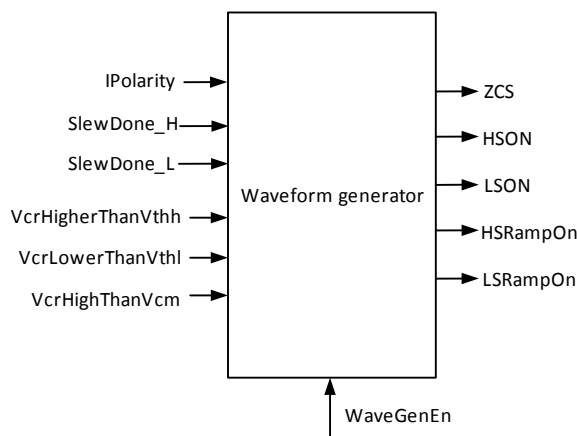 IPolarity
SlewDone_H
SlewDone_L
VcrHigherThanVthh
VcrLowerThanVthl
VcrHighThanVcm
Waveform generator
ZCS
HSON
LSON
HSRampOn
LSRampOn
WaveGenEn